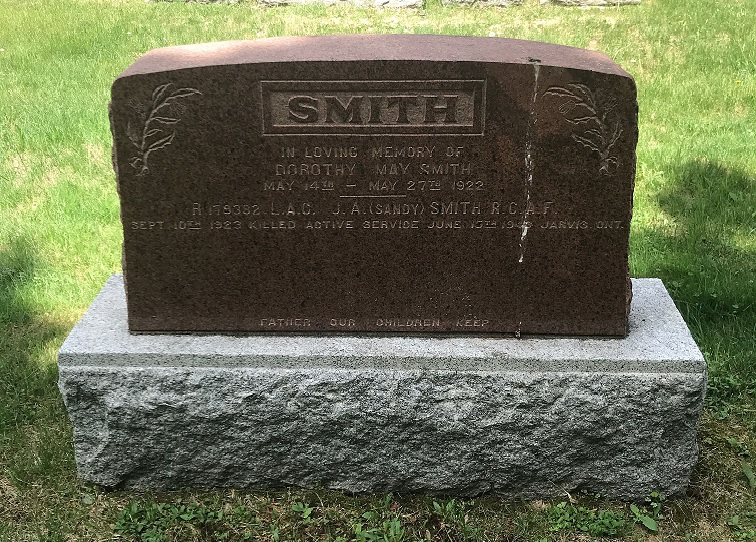 SMITH
IN LOVING MEMORY OF
DOROTHY MAY SMITH
MAY 14TH – MAY 27TH 1922
R 179352 L.A.C. J.A. (SANDY) SMITH R.C.A.F.
SEPT. 10TH 1923 KILLED ACTIVE SERVICE JUNE 15TH JARVIS ONT.
FATHER OUR CHILDREN KEEP